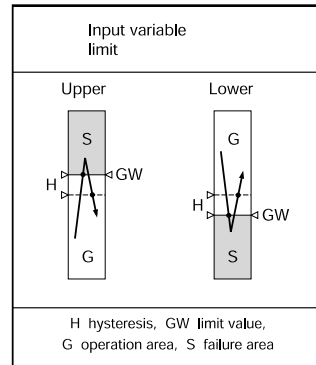 Input variable
limit
Upper
Lower
S
G
H
GW
H
GW
G
S
H hysteresis, GW limit value,
G operation area, S failure area